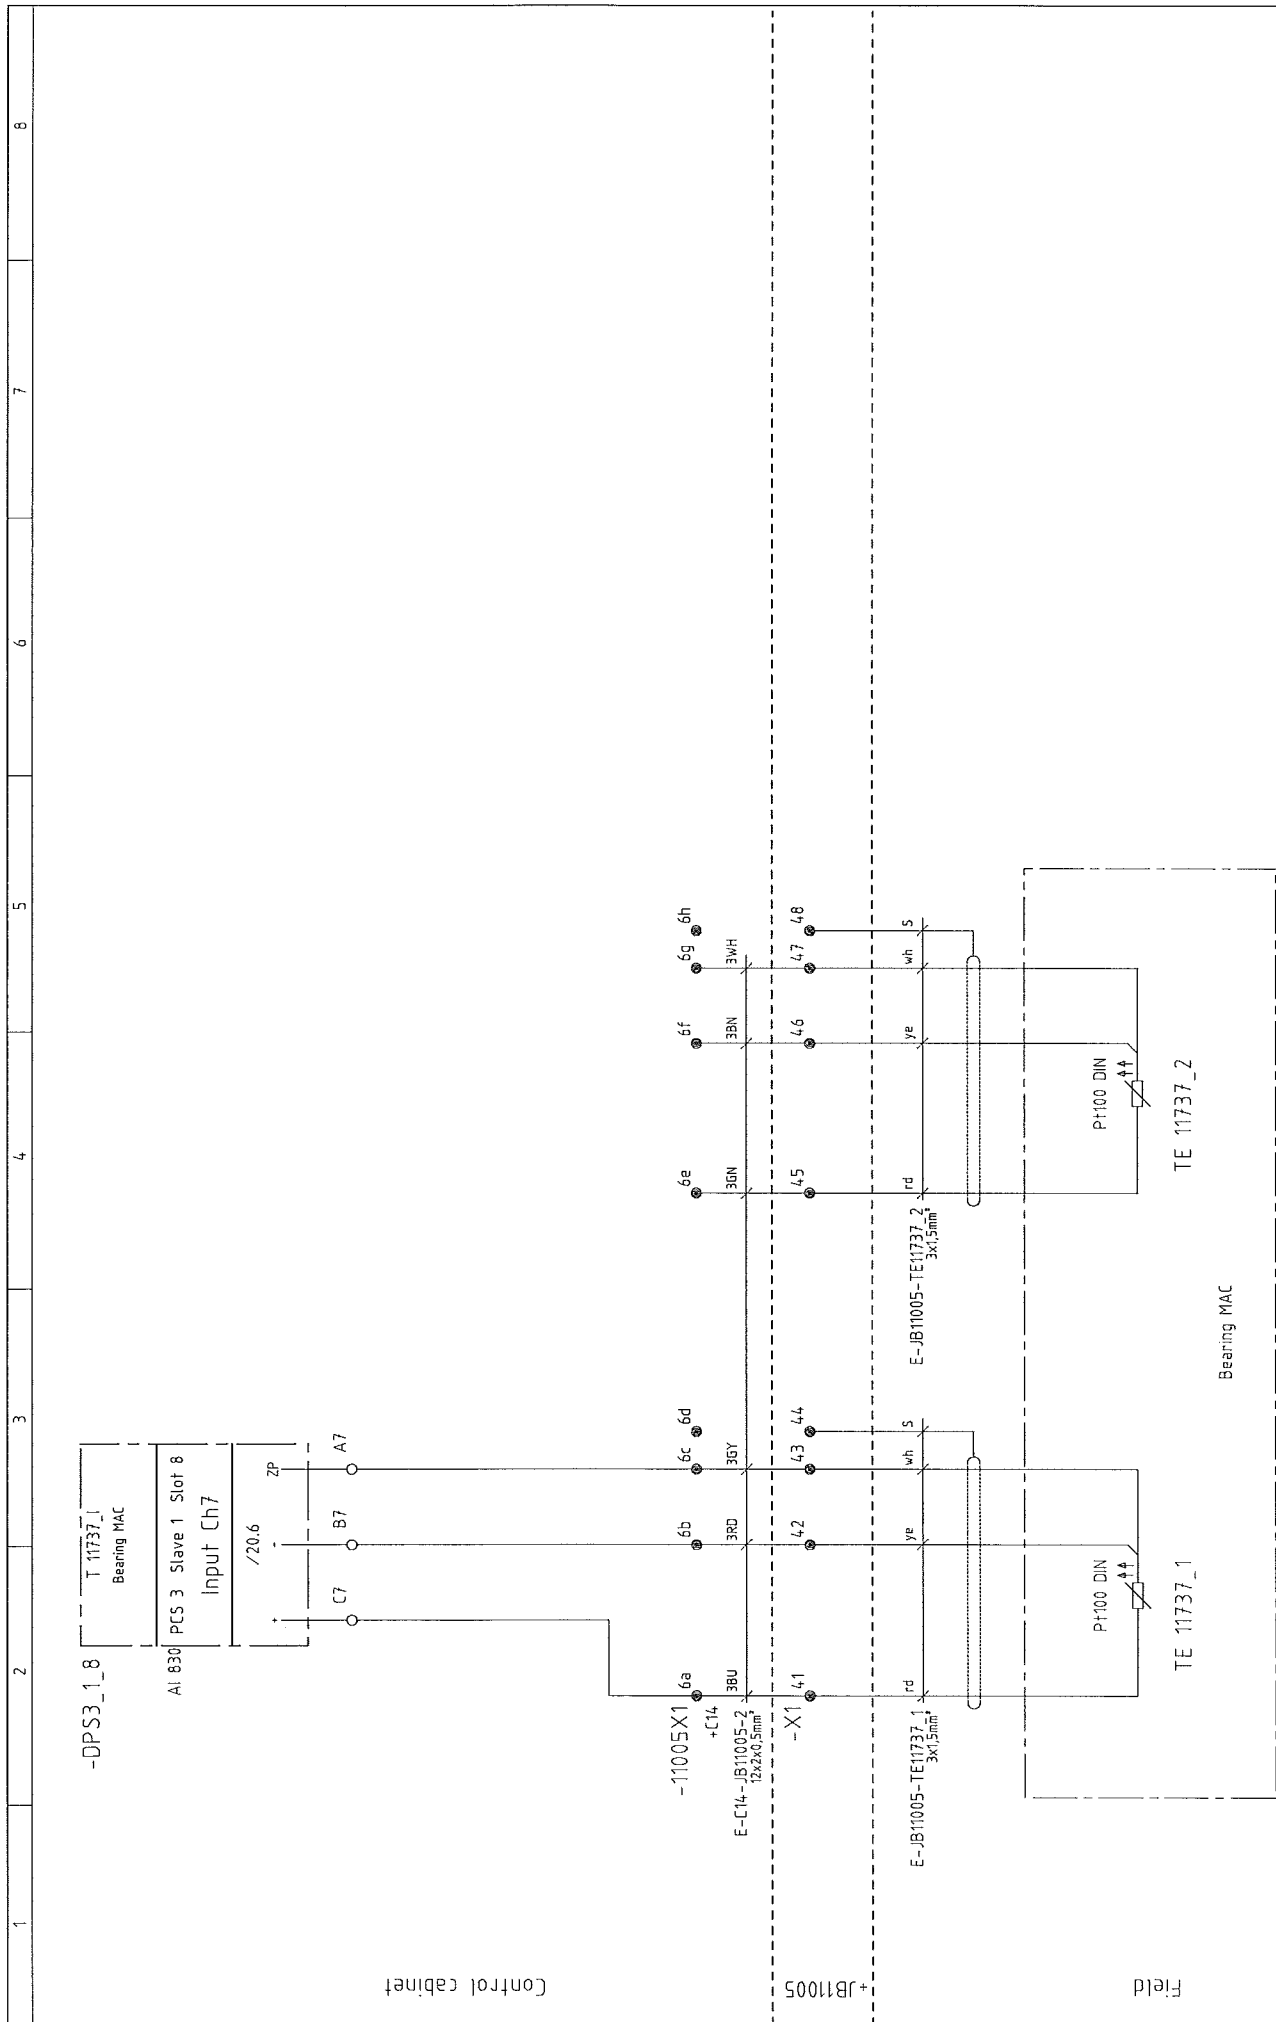 1
2
3
4
5
6
7
8
-DPS3_1_8
T 11737_1
Bearing MAC
AI 830
PCS 3 Slave 1 Slot 8
Input Ch7
/20.6
+
-
ZP
C7
B7
A7
Control cabinet
-11005X1
6a
6b
6c
6d
6e
6f
6g
6h
+C14
3BU
3RD
3GY
3GN
3BN
3WH
E-C14-JB11005-2
12x2x0,5mm²
+JB11005
-X1
41
42
43
44
45
46
47
48
rd
ye
wh
S
rd
ye
wh
S
E-JB11005-TE11737_1
3x1,5mm²
E-JB11005-TE11737_2
3x1,5mm²
Field
Pt100 DIN
TE 11737_1
Pt100 DIN
TE 11737_2
Bearing MAC